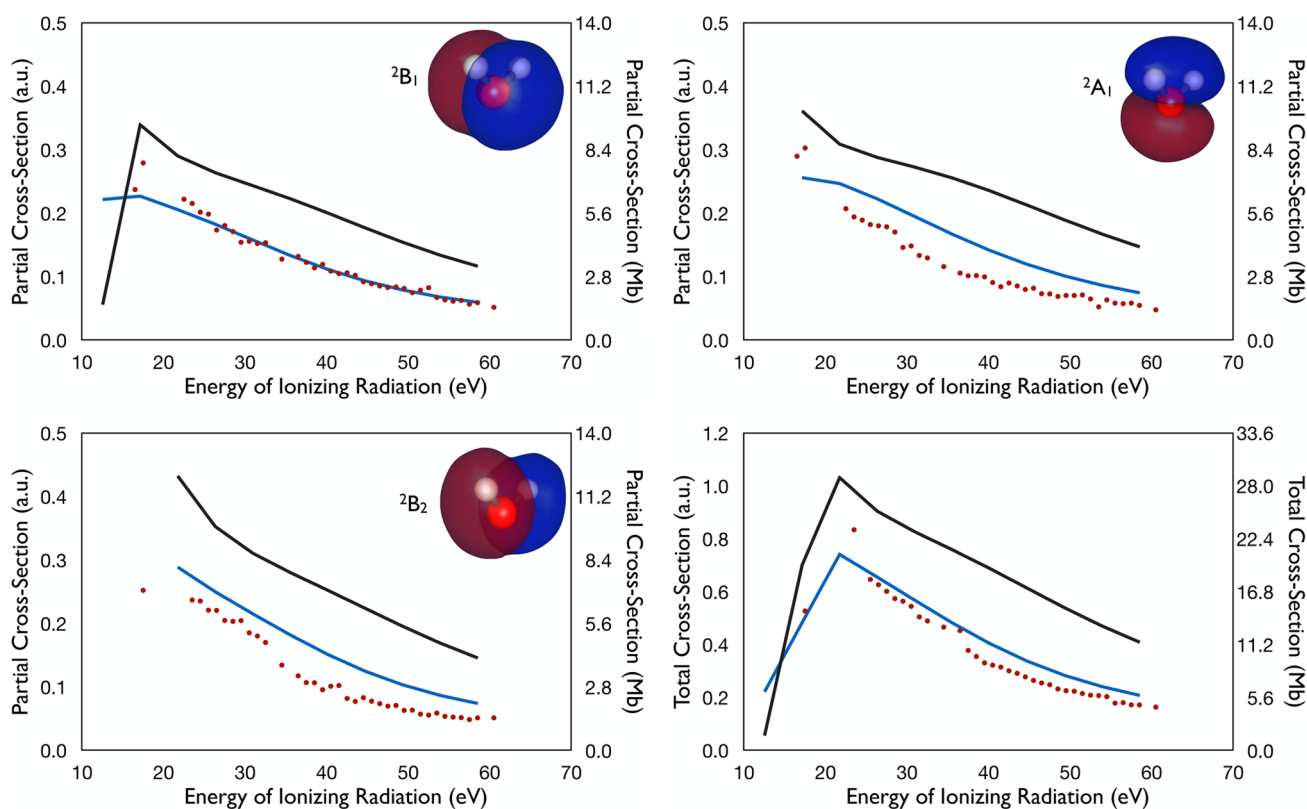 Partial Cross-Section (a.u.)
0.5
0.4
0.3
0.2
0.1
0.0
14.0
11.2
8.4
5.6
2.8
0.0
Partial Cross-Section (Mb)
²B₁
10 20 30 40 50 60 70
Energy of Ionizing Radiation (eV)
Partial Cross-Section (a.u.)
0.5
0.4
0.3
0.2
0.1
0.0
14.0
11.2
8.4
5.6
2.8
0.0
Partial Cross-Section (Mb)
²A₁
10 20 30 40 50 60 70
Energy of Ionizing Radiation (eV)
Partial Cross-Section (a.u.)
0.5
0.4
0.3
0.2
0.1
0.0
14.0
11.2
8.4
5.6
2.8
0.0
Partial Cross-Section (Mb)
²B₂
10 20 30 40 50 60 70
Energy of Ionizing Radiation (eV)
Total Cross-Section (a.u.)
1.2
1.0
0.8
0.6
0.4
0.2
0.0
33.6
28.0
22.4
16.8
11.2
5.6
0.0
Total Cross-Section (Mb)
10 20 30 40 50 60 70
Energy of Ionizing Radiation (eV)